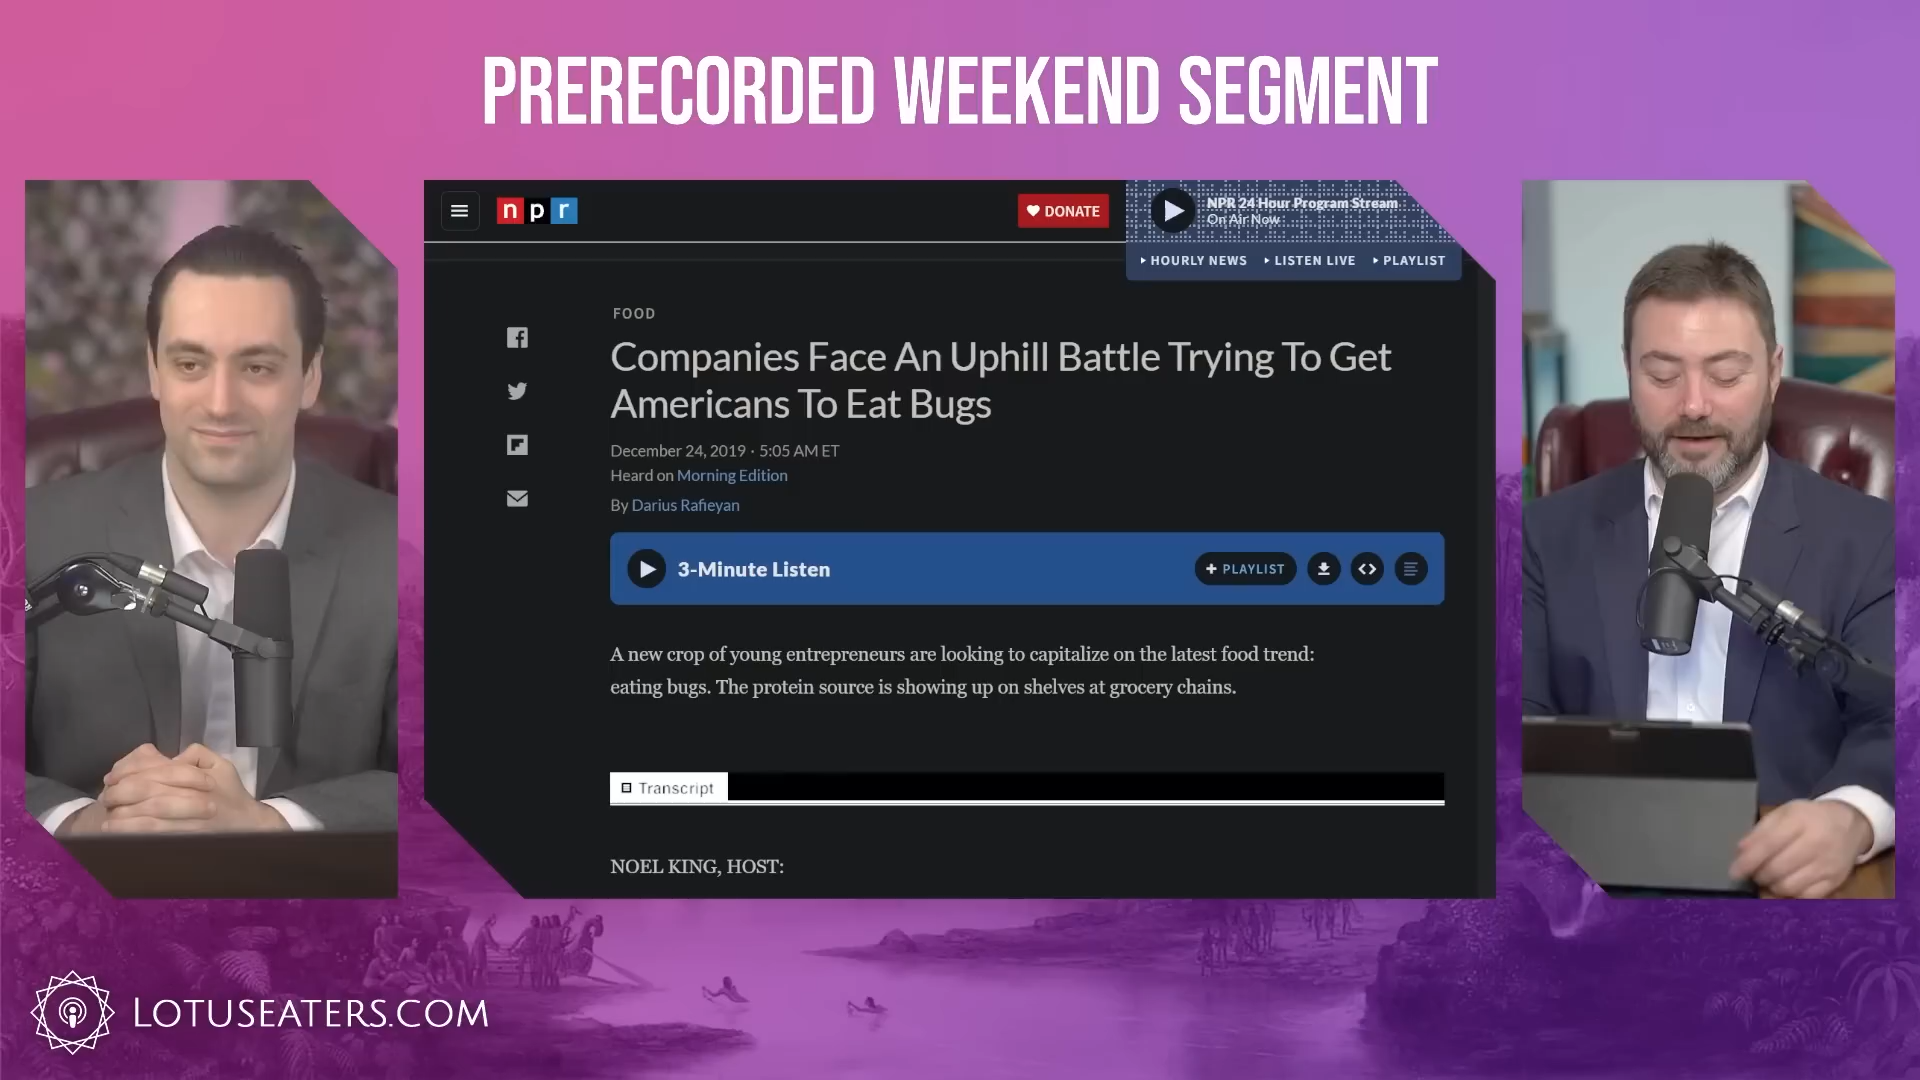 PRERECORDED WEEKEND SEGMENT
npr
DONATE
NPR 24 Hour Program Stream
On Air Now
HOURLY NEWS LISTEN LIVE PLAYLIST
FOOD
Companies Face An Uphill Battle Trying To Get
Americans To Eat Bugs
December 24, 2019 · 5:05 AM ET
Heard on Morning Edition
By Darius Rafieyan
3-Minute Listen
+ PLAYLIST
A new crop of young entrepreneurs are looking to capitalize on the latest food trend:
eating bugs. The protein source is showing up on shelves at grocery chains.
Transcript
NOEL KING, HOST:
LOTUSEATERS.COM